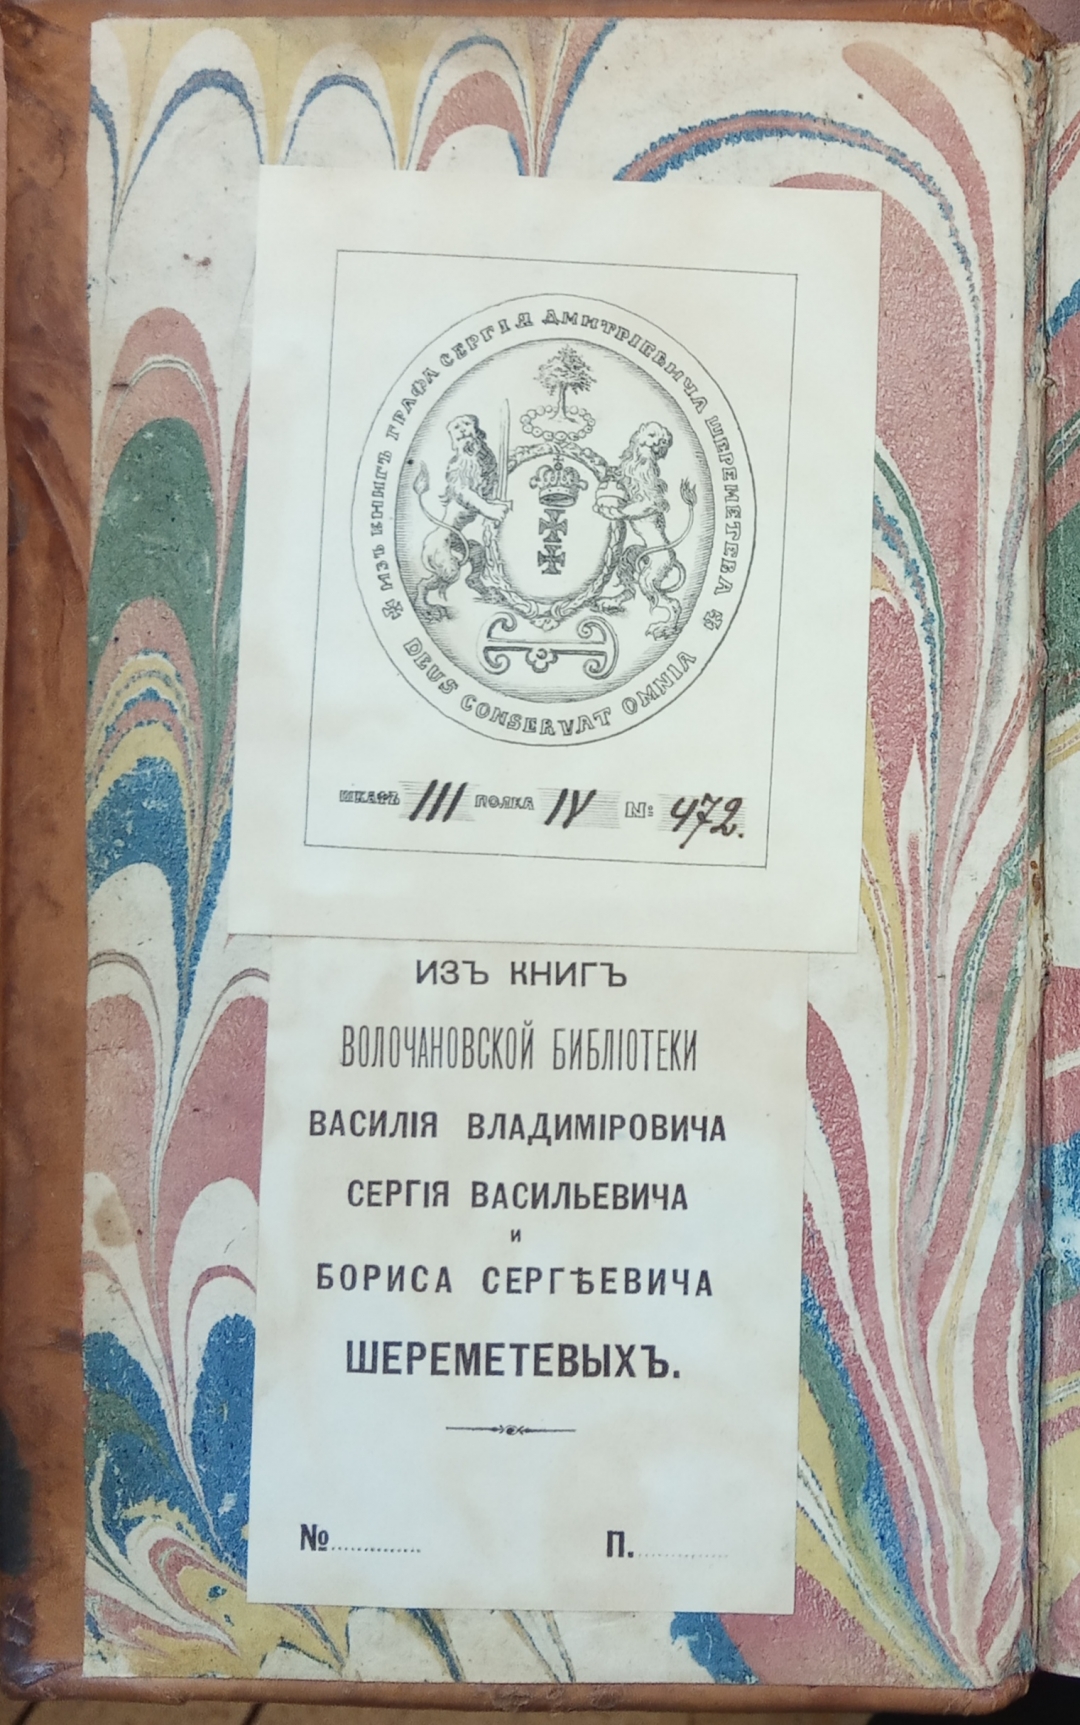 ※ ИЗЪ КНИГЪ ГРАФА СЕРГІЯ ДМИТРІЕВИЧА ШЕРЕМЕТЕВА ※
DEUS CONSERVAT OMNIA
ШКАФЪ III ПОЛКА IV N: 472.
ИЗЪ КНИГЪ
ВОЛОЧАНОВСКОЙ БИБЛІОТЕКИ
ВАСИЛІЯ ВЛАДИМІРОВИЧА
СЕРГІЯ ВАСИЛЬЕВИЧА
И
БОРИСА СЕРГѢЕВИЧА
ШЕРЕМЕТЕВЫХЪ.
№............ П.............